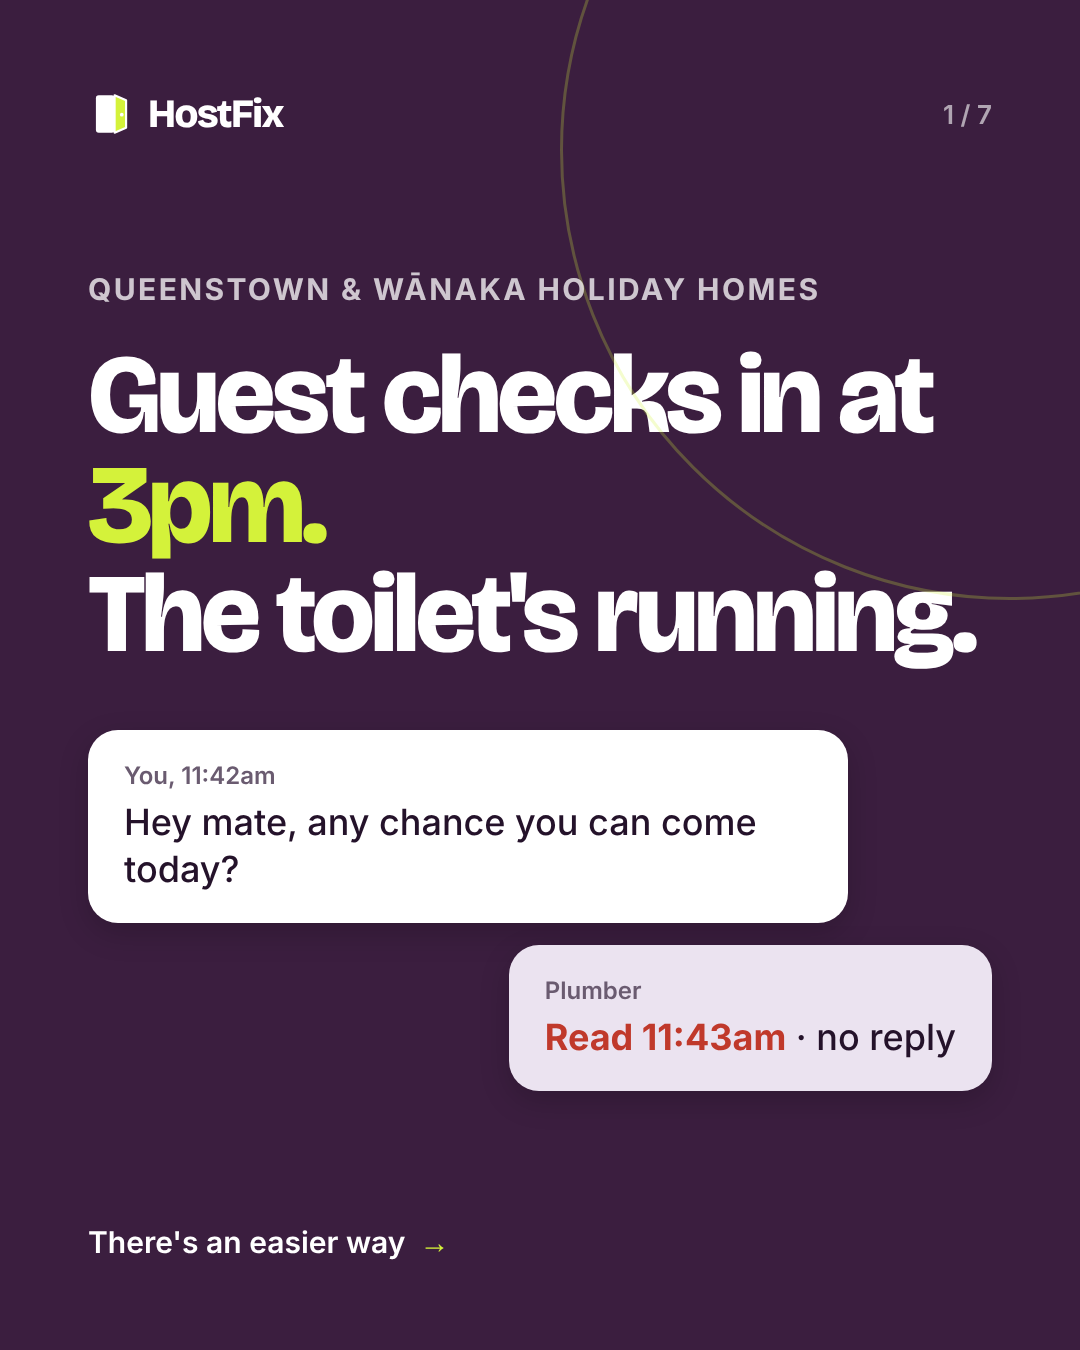 HostFix
1 / 7
QUEENSTOWN & WĀNAKA HOLIDAY HOMES
Guest checks in at
3pm.
The toilet's running.
You, 11:42am
Hey mate, any chance you can come
today?
Plumber
Read 11:43am · no reply
There's an easier way →